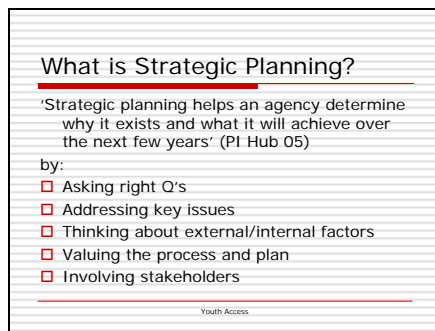 What is Strategic Planning?
‘Strategic planning helps an agency determine
why it exists and what it will achieve over
the next few years’ (PI Hub 05)
by:
Asking right Q's
Addressing key issues
Thinking about external/internal factors
Valuing the process and plan
Involving stakeholders
Youth Access